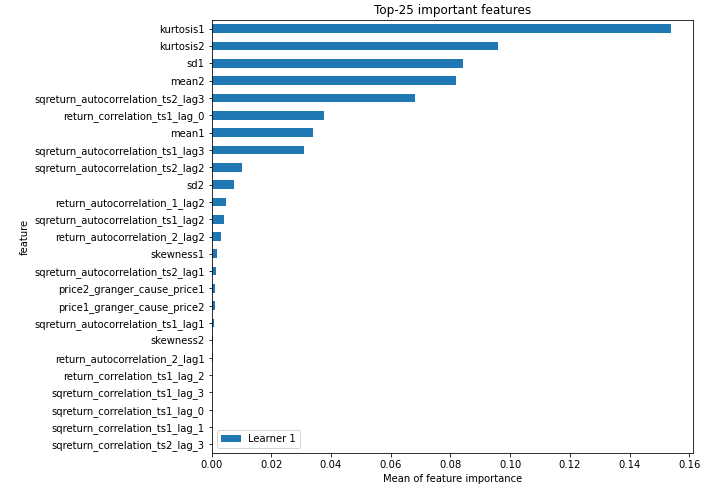 Top-25 important features
kurtosis1
kurtosis2
sd1
mean2
sqreturn_autocorrelation_ts2_lag3
return_correlation_ts1_lag_0
mean1
sqreturn_autocorrelation_ts1_lag3
sqreturn_autocorrelation_ts2_lag2
sd2
return_autocorrelation_1_lag2
sqreturn_autocorrelation_ts1_lag2
return_autocorrelation_2_lag2
skewness1
sqreturn_autocorrelation_ts2_lag1
price2_granger_cause_price1
price1_granger_cause_price2
sqreturn_autocorrelation_ts1_lag1
skewness2
return_autocorrelation_2_lag1
return_correlation_ts1_lag_2
sqreturn_correlation_ts1_lag_3
sqreturn_correlation_ts1_lag_0
sqreturn_correlation_ts1_lag_1
sqreturn_correlation_ts2_lag_3
feature
Learner 1
0.00 0.02 0.04 0.06 0.08 0.10 0.12 0.14 0.16
Mean of feature importance